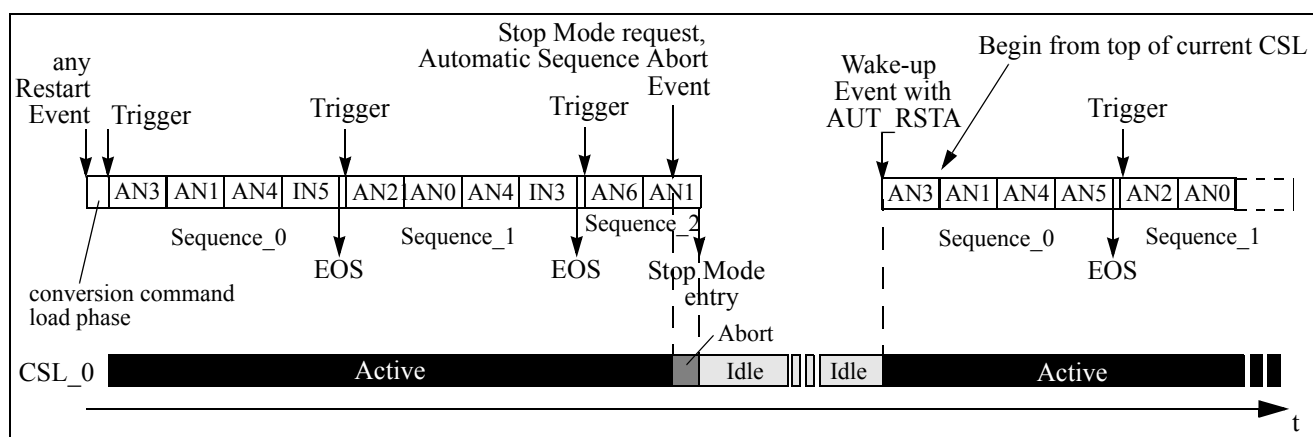 Stop Mode request,
Automatic Sequence Abort
Event
any
Restart
Event
Trigger
Trigger
Trigger
Wake-up
Event with
AUT_RSTA
Begin from top of current CSL
Trigger
AN3 AN1 AN4 IN5 AN21 AN0 AN4 IN3 AN6 AN1
AN3 AN1 AN4 AN5 AN2 AN0
Sequence_0
Sequence_1
Sequence_2
Sequence_0
Sequence_1
EOS
EOS
EOS
Stop Mode
entry
conversion command
load phase
Abort
CSL_0
Active
Idle
Idle
Active
t